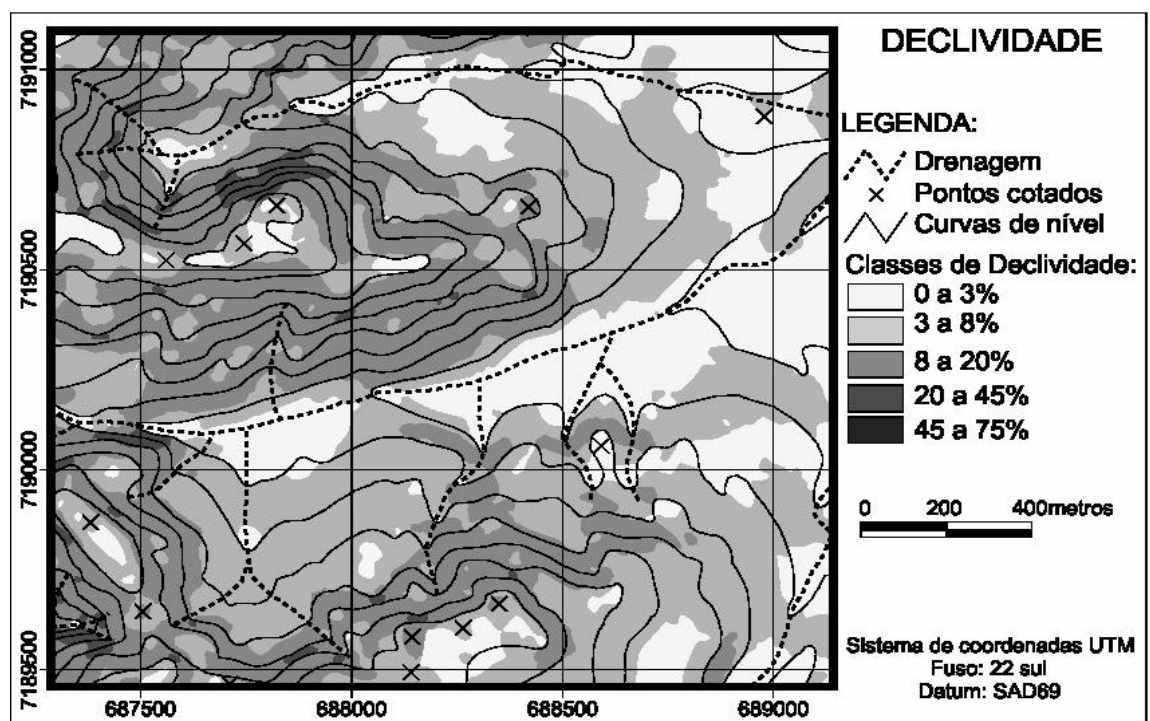 DECLIVIDADE
LEGENDA:
Drenagem
Pontos cotados
Curvas de nível
Classes de Declividade:
0 a 3%
3 a 8%
8 a 20%
20 a 45%
45 a 75%
0 200 400metros
Sistema de coordenadas UTM
Fuso: 22 sul
Datum: SAD69
7191000
7190500
7190000
7189500
687500 688000 688500 689000